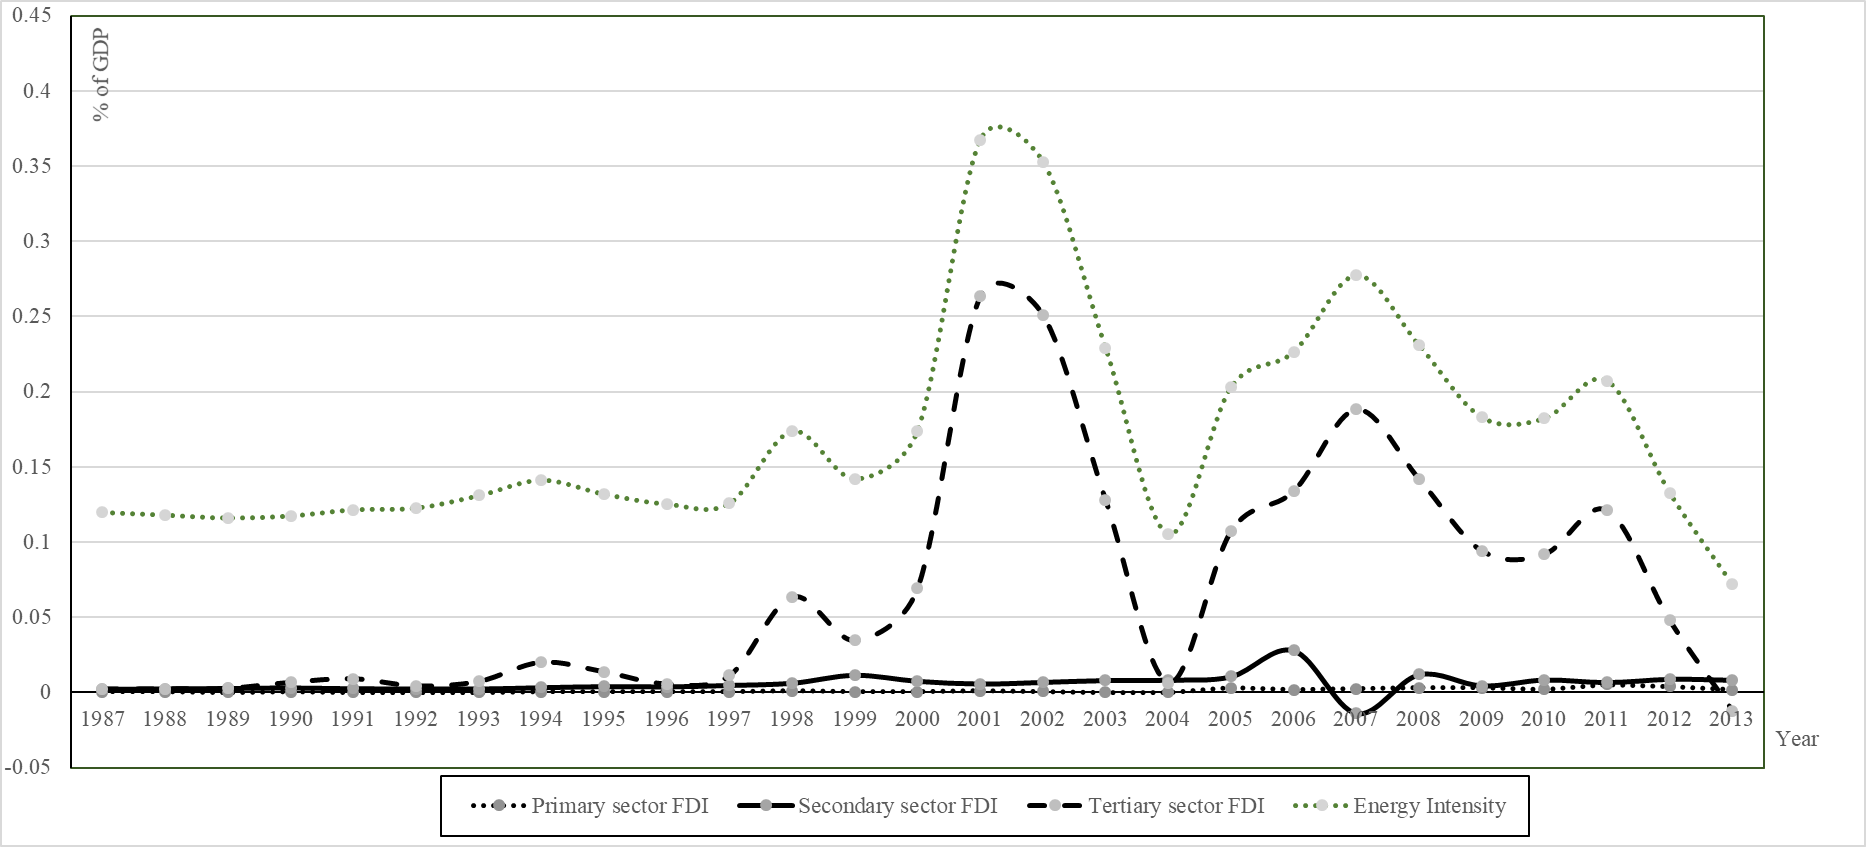 0.45
% of GDP
0.4
0.35
0.3
0.25
0.2
0.15
0.1
0.05
0
1987 1988 1989 1990 1991 1992 1993 1994 1995 1996 1997 1998 1999 2000 2001 2002 2003 2004 2005 2006 2007 2008 2009 2010 2011 2012 2013
Year
-0.05
Primary sector FDI Secondary sector FDI Tertiary sector FDI Energy Intensity